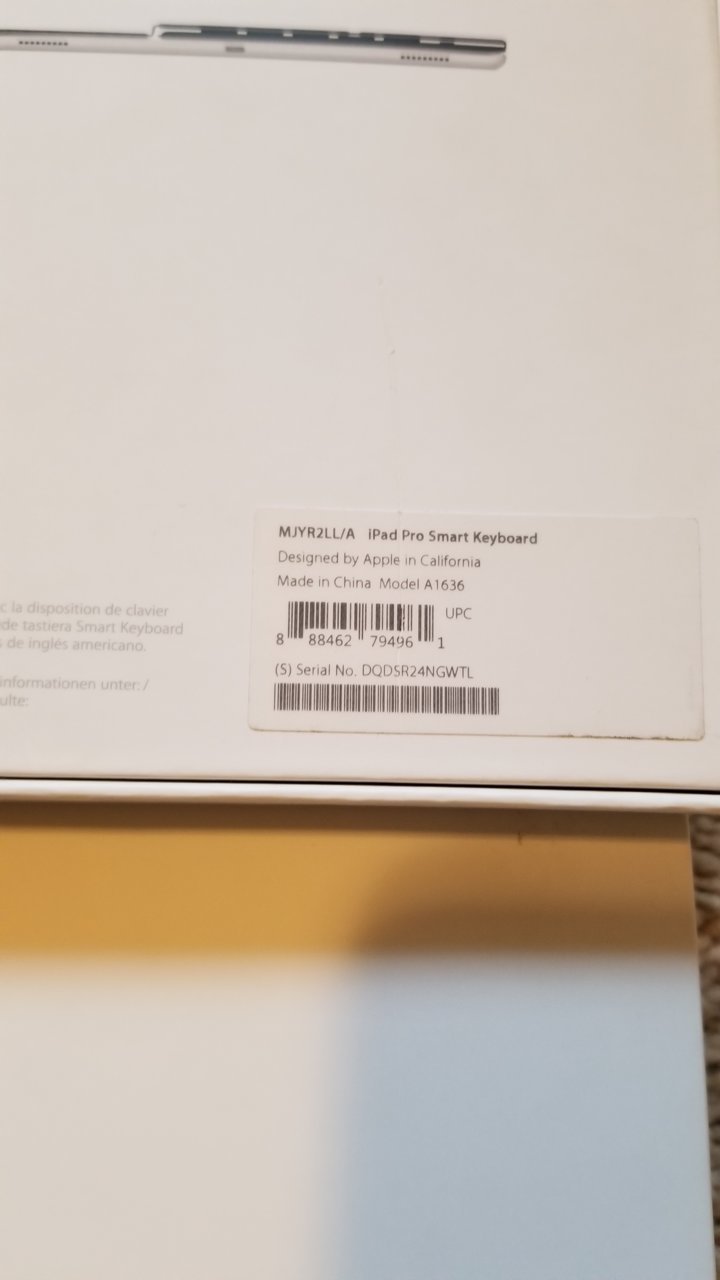 MJYR2LL/A iPad Pro Smart Keyboard
Designed by Apple in California
Made in China Model A1636
UPC
8 88462 79496 1
(S) Serial No. DQDSR24NGWTL
c la disposition de clavier
de tastiera Smart Keyboard
s de inglés americano.
informationen unter: /
ulte: